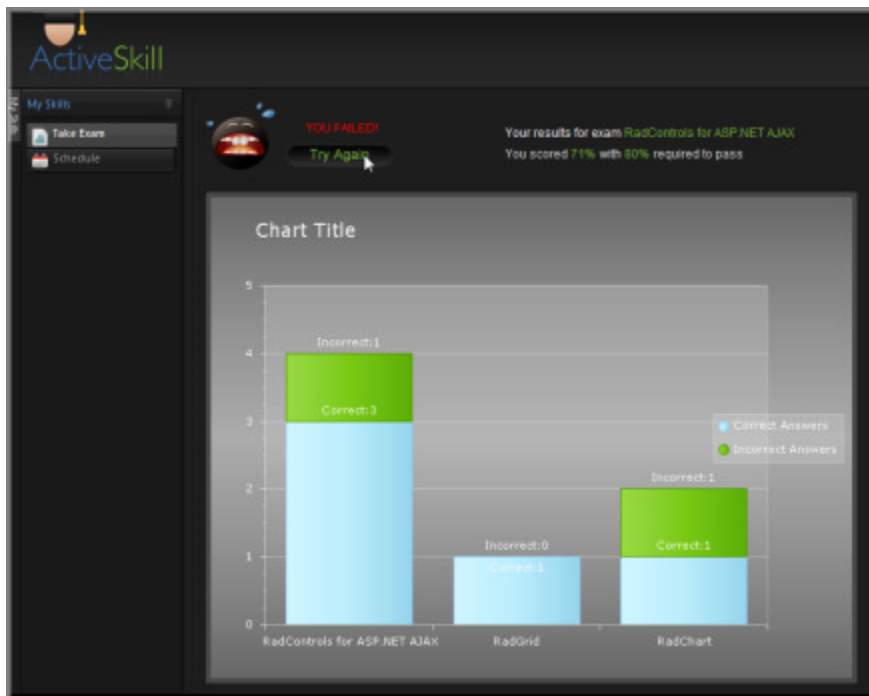 ActiveSkill
My Skills
My Skills
Take Exam
Schedule
YOU FAILED!
Try Again
Your results for exam RadControls for ASP.NET AJAX
You scored 71% with 80% required to pass
Chart Title
5
4
3
2
1
0
Incorrect:1
Correct:3
Incorrect:0
Correct:1
Incorrect:1
Correct:1
Correct Answers
Incorrect Answers
RadControls for ASP.NET AJAX
RadGrid
RadChart